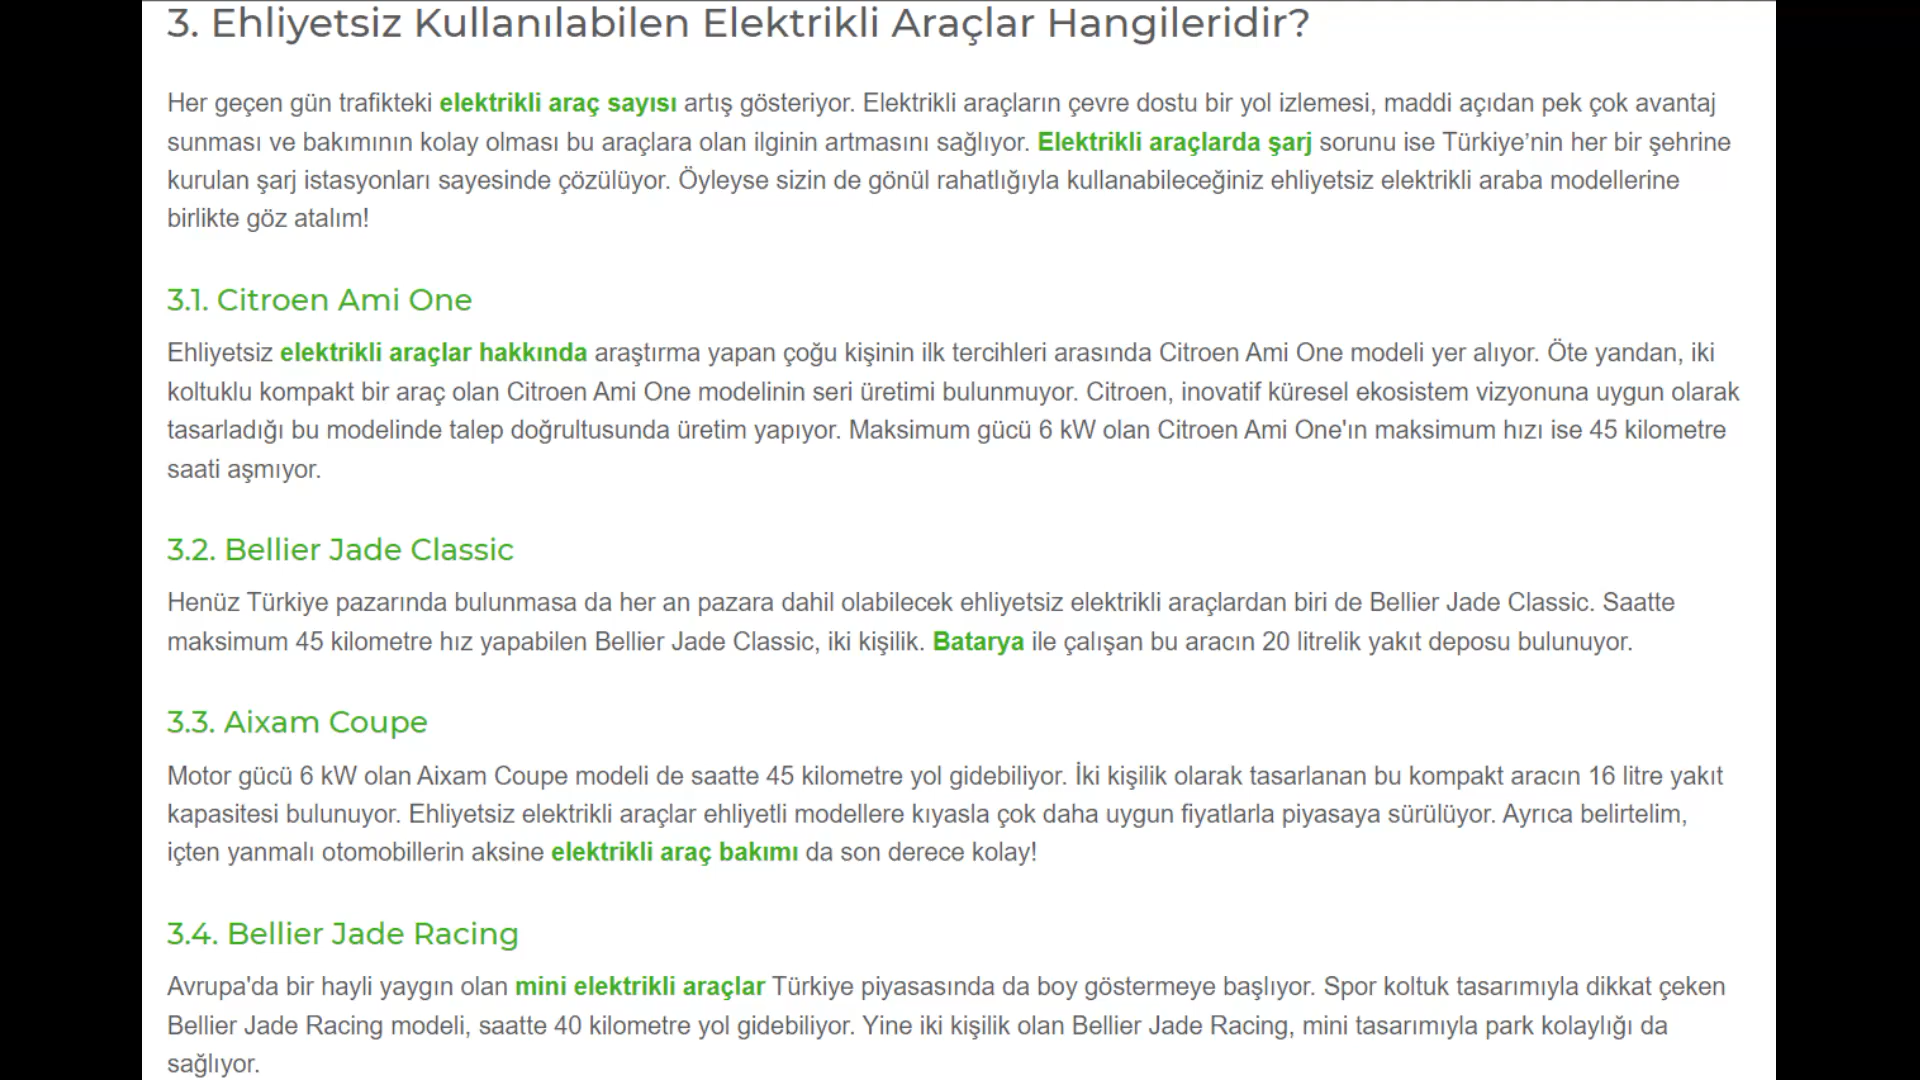 3. Ehliyetsiz Kullanılabilen Elektrikli Araçlar Hangileridir?
Her geçen gün trafikteki elektrikli araç sayısı artış gösteriyor. Elektrikli araçların çevre dostu bir yol izlemesi, maddi açıdan pek çok avantaj
sunması ve bakımının kolay olması bu araçlara olan ilginin artmasını sağlıyor. Elektrikli araçlarda şarj sorunu ise Türkiye’nin her bir şehrine
kurulan şarj istasyonları sayesinde çözülüyor. Öyleyse sizin de gönül rahatlığıyla kullanabileceğiniz ehliyetsiz elektrikli araba modellerine
birlikte göz atalım!
3.1. Citroen Ami One
Ehliyetsiz elektrikli araçlar hakkında araştırma yapan çoğu kişinin ilk tercihleri arasında Citroen Ami One modeli yer alıyor. Öte yandan, iki
koltuklu kompakt bir araç olan Citroen Ami One modelinin seri üretimi bulunmuyor. Citroen, inovatif küresel ekosistem vizyonuna uygun olarak
tasarladığı bu modelinde talep doğrultusunda üretim yapıyor. Maksimum gücü 6 kW olan Citroen Ami One'ın maksimum hızı ise 45 kilometre
saati aşmıyor.
3.2. Bellier Jade Classic
Henüz Türkiye pazarında bulunmasa da her an pazara dahil olabilecek ehliyetsiz elektrikli araçlardan biri de Bellier Jade Classic. Saatte
maksimum 45 kilometre hız yapabilen Bellier Jade Classic, iki kişilik. Batarya ile çalışan bu aracın 20 litrelik yakıt deposu bulunuyor.
3.3. Aixam Coupe
Motor gücü 6 kW olan Aixam Coupe modeli de saatte 45 kilometre yol gidebiliyor. İki kişilik olarak tasarlanan bu kompakt aracın 16 litre yakıt
kapasitesi bulunuyor. Ehliyetsiz elektrikli araçlar ehliyetli modellere kıyasla çok daha uygun fiyatlarla piyasaya sürülüyor. Ayrıca belirtelim,
içten yanmalı otomobillerin aksine elektrikli araç bakımı da son derece kolay!
3.4. Bellier Jade Racing
Avrupa'da bir hayli yaygın olan mini elektrikli araçlar Türkiye piyasasında da boy göstermeye başlıyor. Spor koltuk tasarımıyla dikkat çeken
Bellier Jade Racing modeli, saatte 40 kilometre yol gidebiliyor. Yine iki kişilik olan Bellier Jade Racing, mini tasarımıyla park kolaylığı da
sağlıyor.